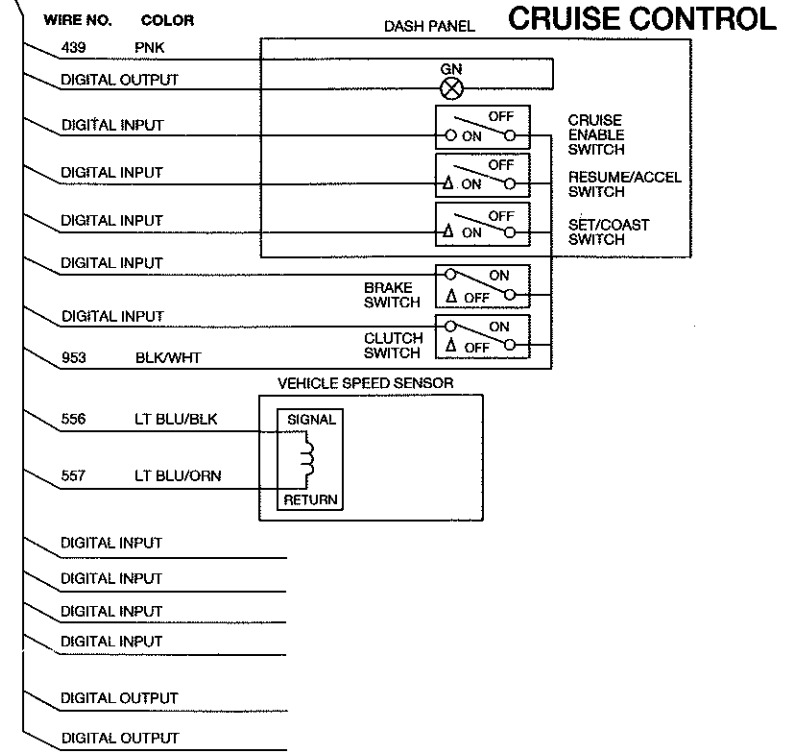 WIRE NO. COLOR
DASH PANEL
CRUISE CONTROL
439 PNK
GN
DIGITAL OUTPUT
DIGITAL INPUT
OFF
ON
CRUISE
ENABLE
SWITCH
DIGITAL INPUT
OFF
Δ ON
RESUME/ACCEL
SWITCH
DIGITAL INPUT
OFF
Δ ON
SET/COAST
SWITCH
DIGITAL INPUT
BRAKE
SWITCH
ON
Δ OFF
DIGITAL INPUT
CLUTCH
SWITCH
ON
Δ OFF
953 BLK/WHT
VEHICLE SPEED SENSOR
556 LT BLU/BLK
SIGNAL
557 LT BLU/ORN
RETURN
DIGITAL INPUT
DIGITAL INPUT
DIGITAL INPUT
DIGITAL INPUT
DIGITAL OUTPUT
DIGITAL OUTPUT